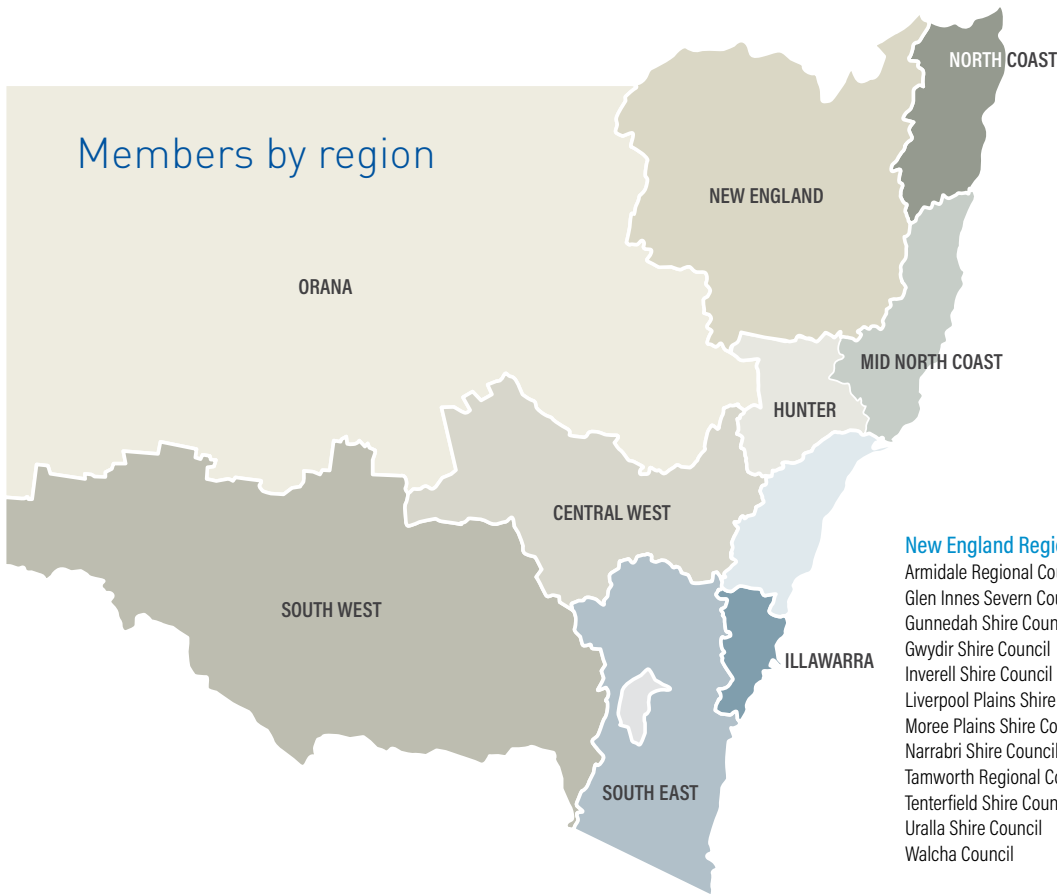 Members by region
NORTH COAST
NEW ENGLAND
ORANA
MID NORTH COAST
HUNTER
CENTRAL WEST
SOUTH WEST
ILLAWARRA
SOUTH EAST
New England
Armidale Regional
Glen Innes Severn
Gunnedah Shire
Gwydir Shire Council
Inverell Shire Council
Liverpool Plains Shire
Moree Plains Shire
Narrabri Shire Council
Tamworth Regional
Tenterfield Shire
Uralla Shire Council
Walcha Council